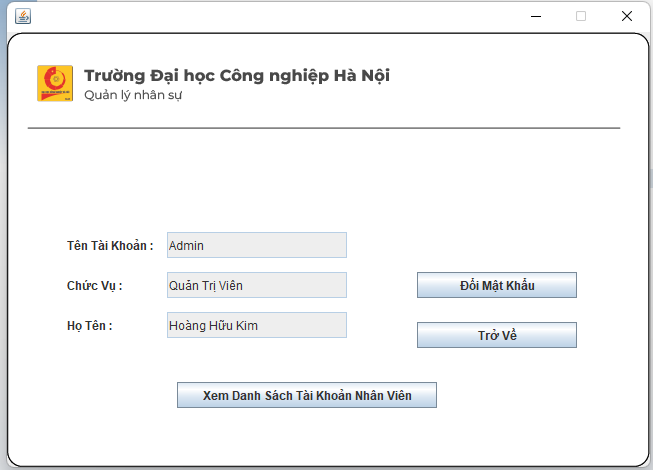 Trường Đại học Công nghiệp Hà Nội
Quản lý nhân sự
Tên Tài Khoản : Admin
Chức Vụ : Quản Trị Viên
Đổi Mật Khẩu
Họ Tên : Hoàng Hữu Kim
Trở Về
Xem Danh Sách Tài Khoản Nhân Viên